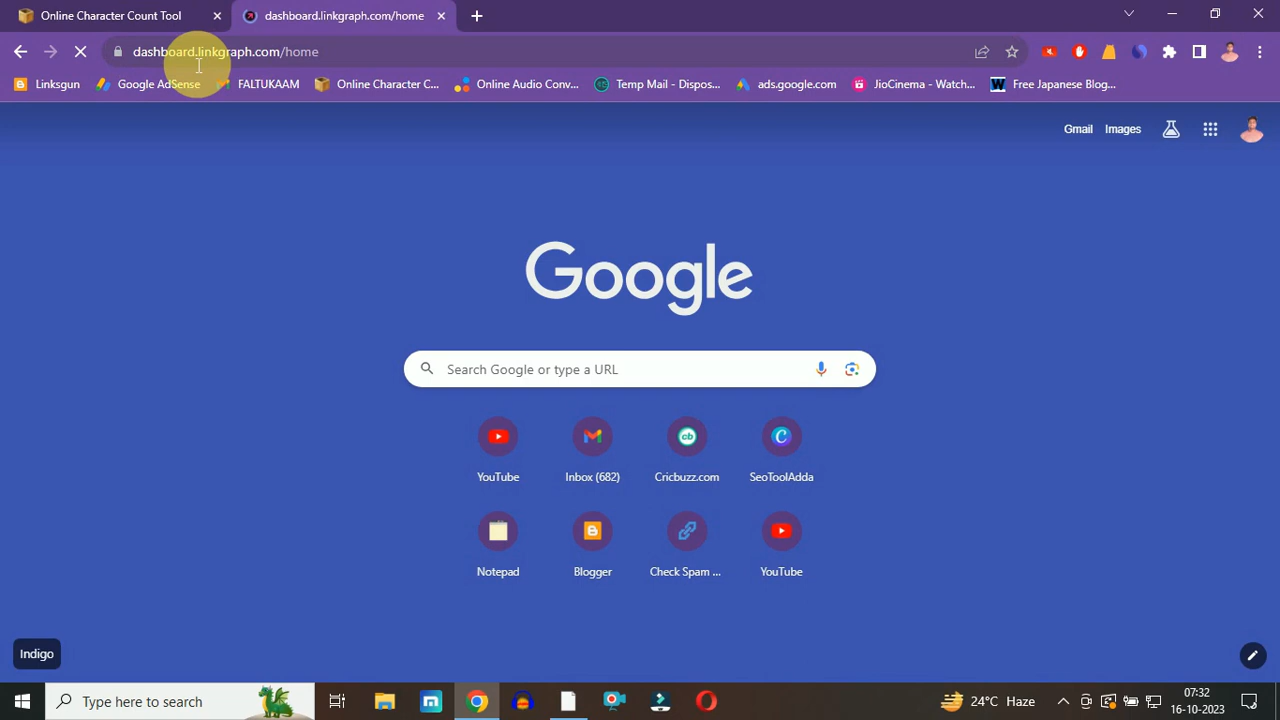 Online Character Count Tool
dashboard.linkgraph.com/home
dashboard.linkgraph.com/home
Linksgun
Google AdSense
FALTUKAAM
Online Character C...
Online Audio Conv...
Temp Mail - Dispos...
ads.google.com
JioCinema - Watch...
Free Japanese Blog...
Gmail
Images
Google
Search Google or type a URL
YouTube
Inbox (682)
Cricbuzz.com
SeoToolAdda
Notepad
Blogger
Check Spam ...
YouTube
Indigo
Type here to search
24°C Haze
07:32
16-10-2023